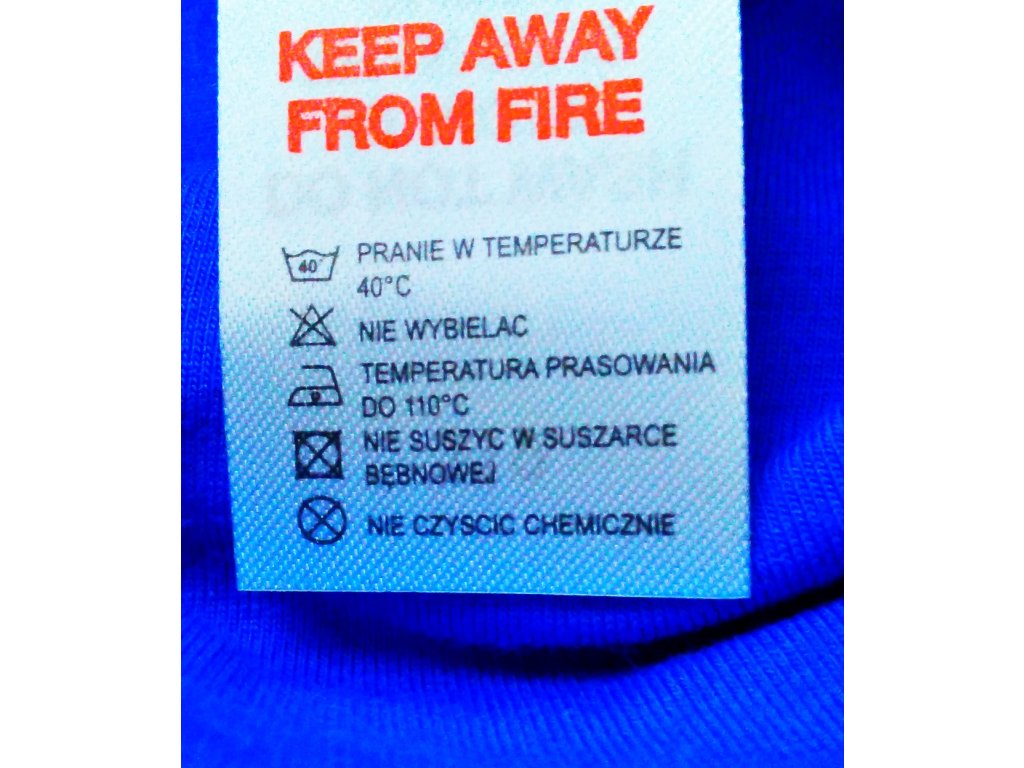 KEEP AWAY
FROM FIRE
40°
PRANIE W TEMPERATURZE
40°C
NIE WYBIELAC
TEMPERATURA PRASOWANIA
DO 110°C
NIE SUSZYC W SUSZARCE
BĘBNOWEJ
NIE CZYSCIC CHEMICZNIE